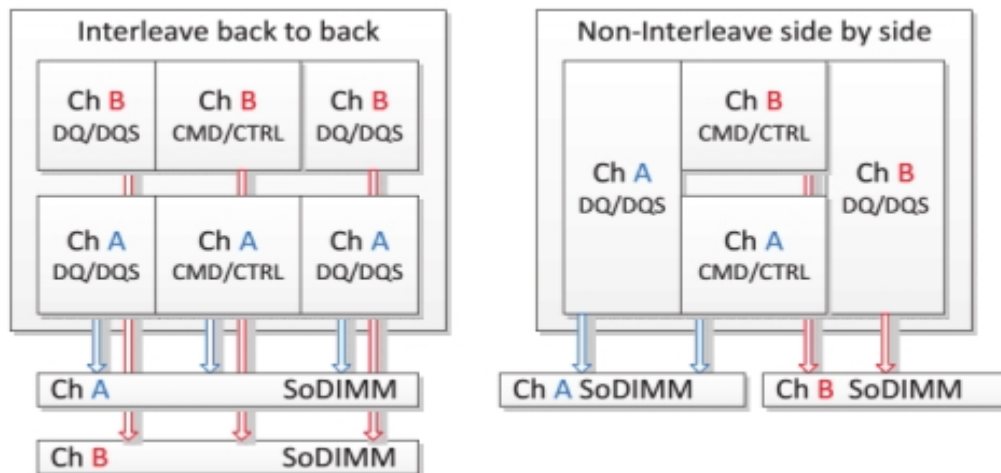 Interleave back to back
Ch B
DQ/DQS
Ch B
CMD/CTRL
Ch B
DQ/DQS
Ch A
DQ/DQS
Ch A
CMD/CTRL
Ch A
DQ/DQS
Ch A SoDIMM
Ch B SoDIMM
Non-Interleave side by side
Ch A
DQ/DQS
Ch B
CMD/CTRL
Ch A
CMD/CTRL
Ch B
DQ/DQS
Ch A SoDIMM
Ch B SoDIMM